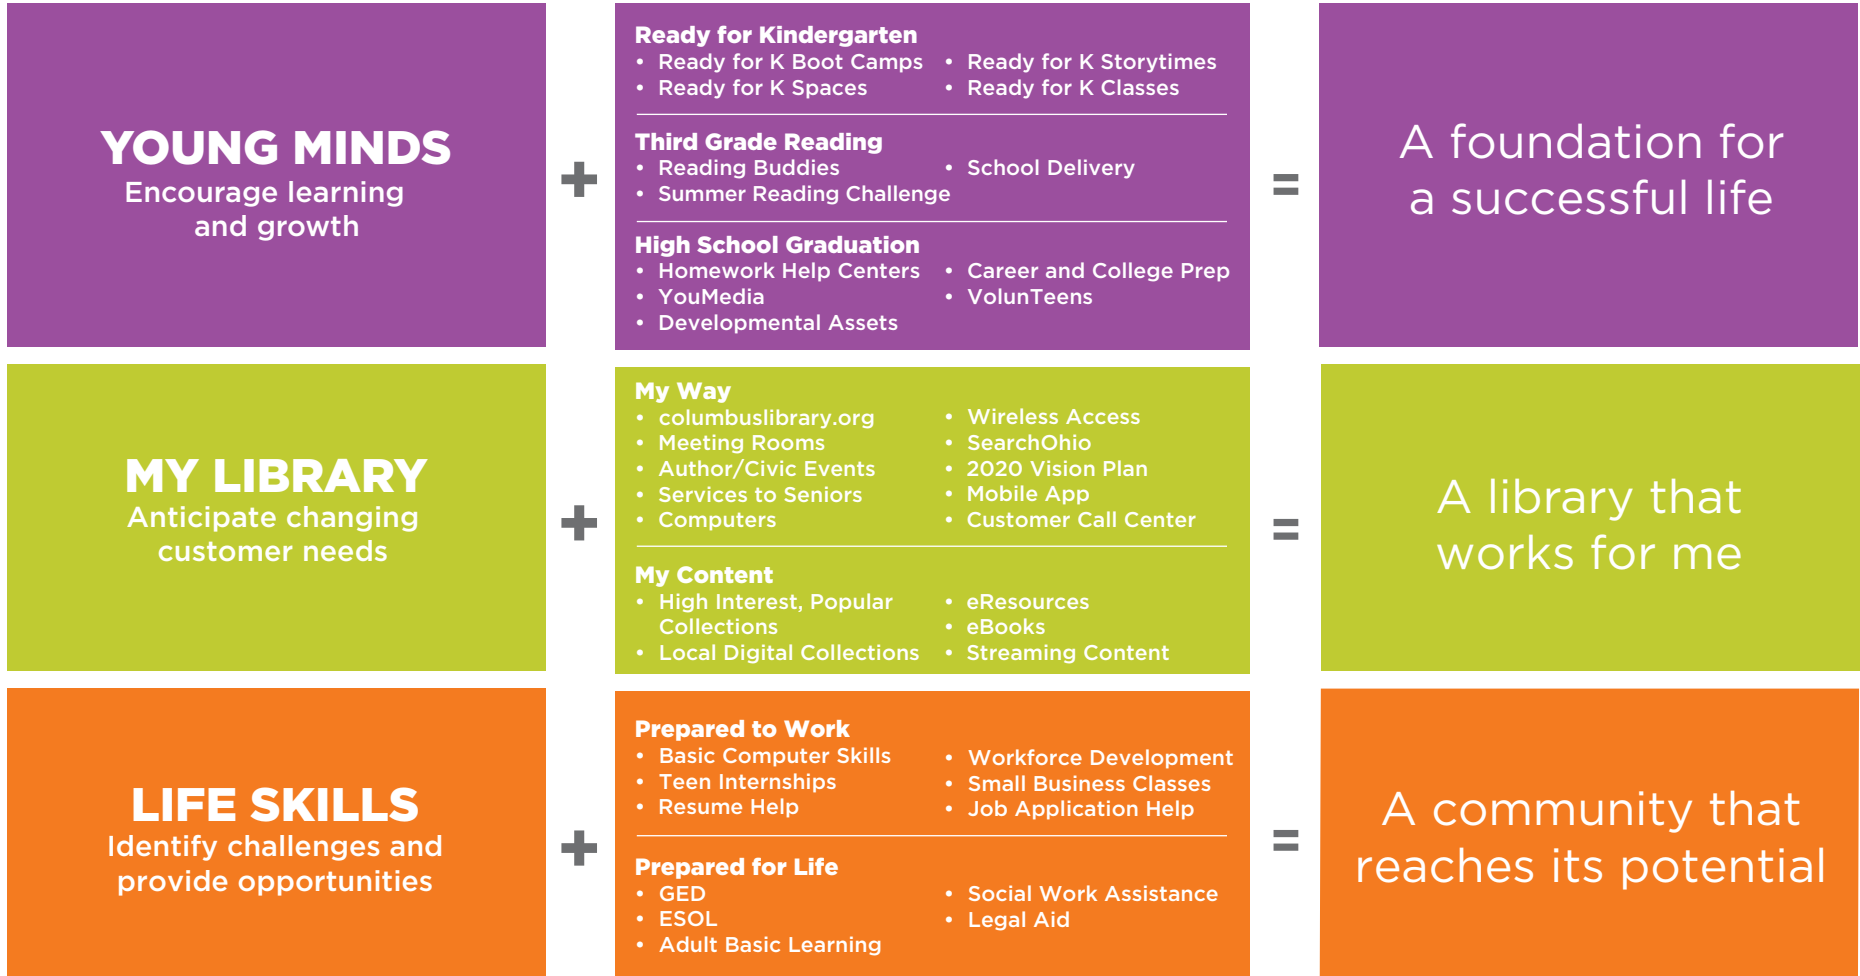 YOUNG MINDS
Encourage learning
and growth
+
Ready for Kindergarten
• Ready for K Boot Camps
• Ready for K Spaces
• Ready for K Storytimes
• Ready for K Classes
Third Grade Reading
• Reading Buddies
• Summer Reading Challenge
• School Delivery
High School Graduation
• Homework Help Centers
• YouMedia
• Developmental Assets
• Career and College Prep
• VolunTeens
=
A foundation for
a successful life
MY LIBRARY
Anticipate changing
customer needs
+
My Way
• columbuslibrary.org
• Meeting Rooms
• Author/Civic Events
• Services to Seniors
• Computers
• Wireless Access
• SearchOhio
• 2020 Vision Plan
• Mobile App
• Customer Call Center
My Content
• High Interest, Popular
Collections
• Local Digital Collections
• eResources
• eBooks
• Streaming Content
=
A library that
works for me
LIFE SKILLS
Identify challenges and
provide opportunities
+
Prepared to Work
• Basic Computer Skills
• Teen Internships
• Resume Help
• Workforce Development
• Small Business Classes
• Job Application Help
Prepared for Life
• GED
• ESOL
• Adult Basic Learning
• Social Work Assistance
• Legal Aid
=
A community that
reaches its potential